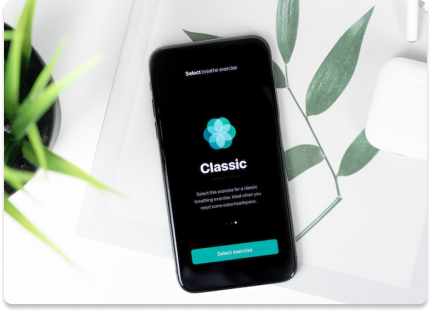 Select breathe exercise
Classic
Select this exercise for a classic
breathing exercise. Ideal when you
need some extra headspace.
Select exercise